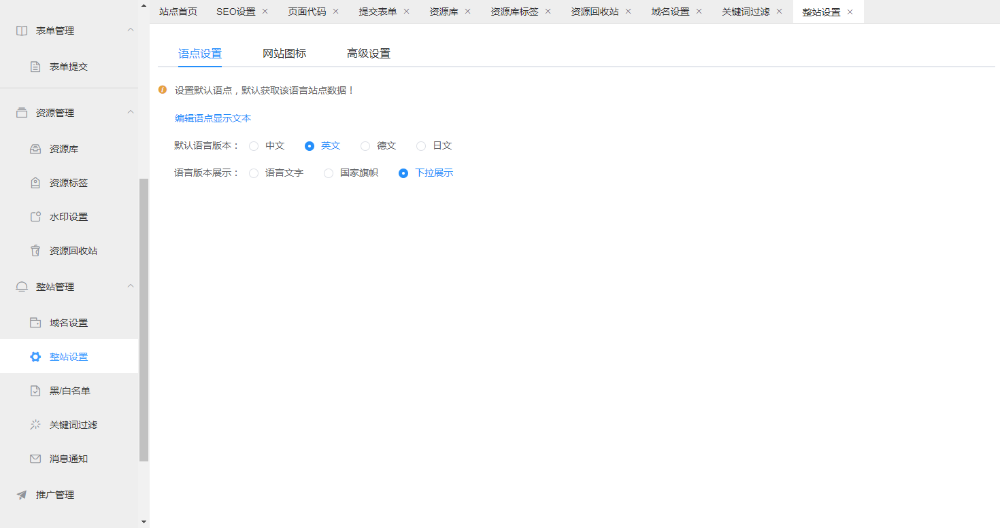 表单管理
表单提交
资源管理
资源库
资源标签
水印设置
资源回收站
整站管理
域名设置
整站设置
黑/白名单
关键词过滤
消息通知
推广管理
站点首页 SEO设置 页面代码 提交表单 资源库 资源库标签 资源回收站 域名设置 关键词过滤 整站设置
语点设置 网站图标 高级设置
设置默认语点，默认获取该语言站点数据！
编辑语点显示文本
默认语言版本： 中文 英文 德文 日文
语言版本展示： 语言文字 国家旗帜 下拉展示